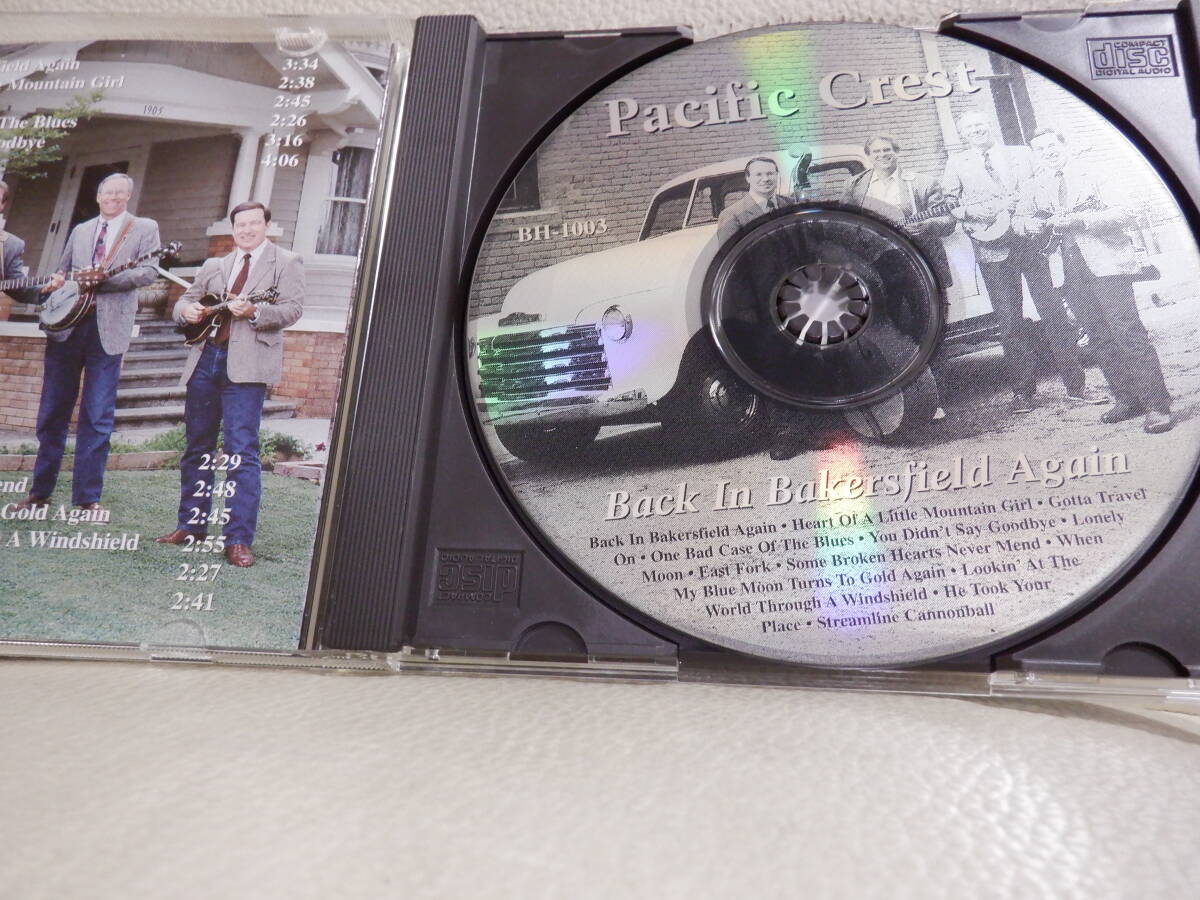 ield Again 3:34
Mountain Girl 2:38
2:45
The Blues 2:26
odbye 3:16
4:06
1905
2:29
end 2:48
Gold Again 2:45
A Windshield 2:55
2:27
2:41
COMPACT
disc
DIGITAL AUDIO
Pacific Crest
BH-1003
Back In Bakersfield Again
Back In Bakersfield Again • Heart Of A Little Mountain Girl • Gotta Travel
On • One Bad Case Of The Blues • You Didn't Say Goodbye • Lonely
Moon • East Fork • Some Broken Hearts Never Mend • When
My Blue Moon Turns To Gold Again • Lookin' At The
World Through A Windshield • He Took Your
Place • Streamline Cannonball
COMPACT
disc
DIGITAL AUDIO